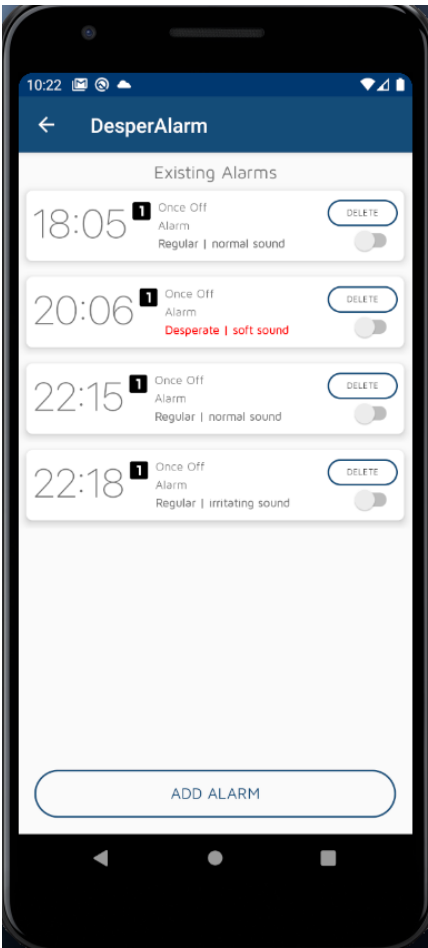 10:22
DesperAlarm
Existing Alarms
18:05 1 Once Off DELETE
Alarm
Regular | normal sound
20:06 1 Once Off DELETE
Alarm
Desperate | soft sound
22:15 1 Once Off DELETE
Alarm
Regular | normal sound
22:18 1 Once Off DELETE
Alarm
Regular | irritating sound
ADD ALARM